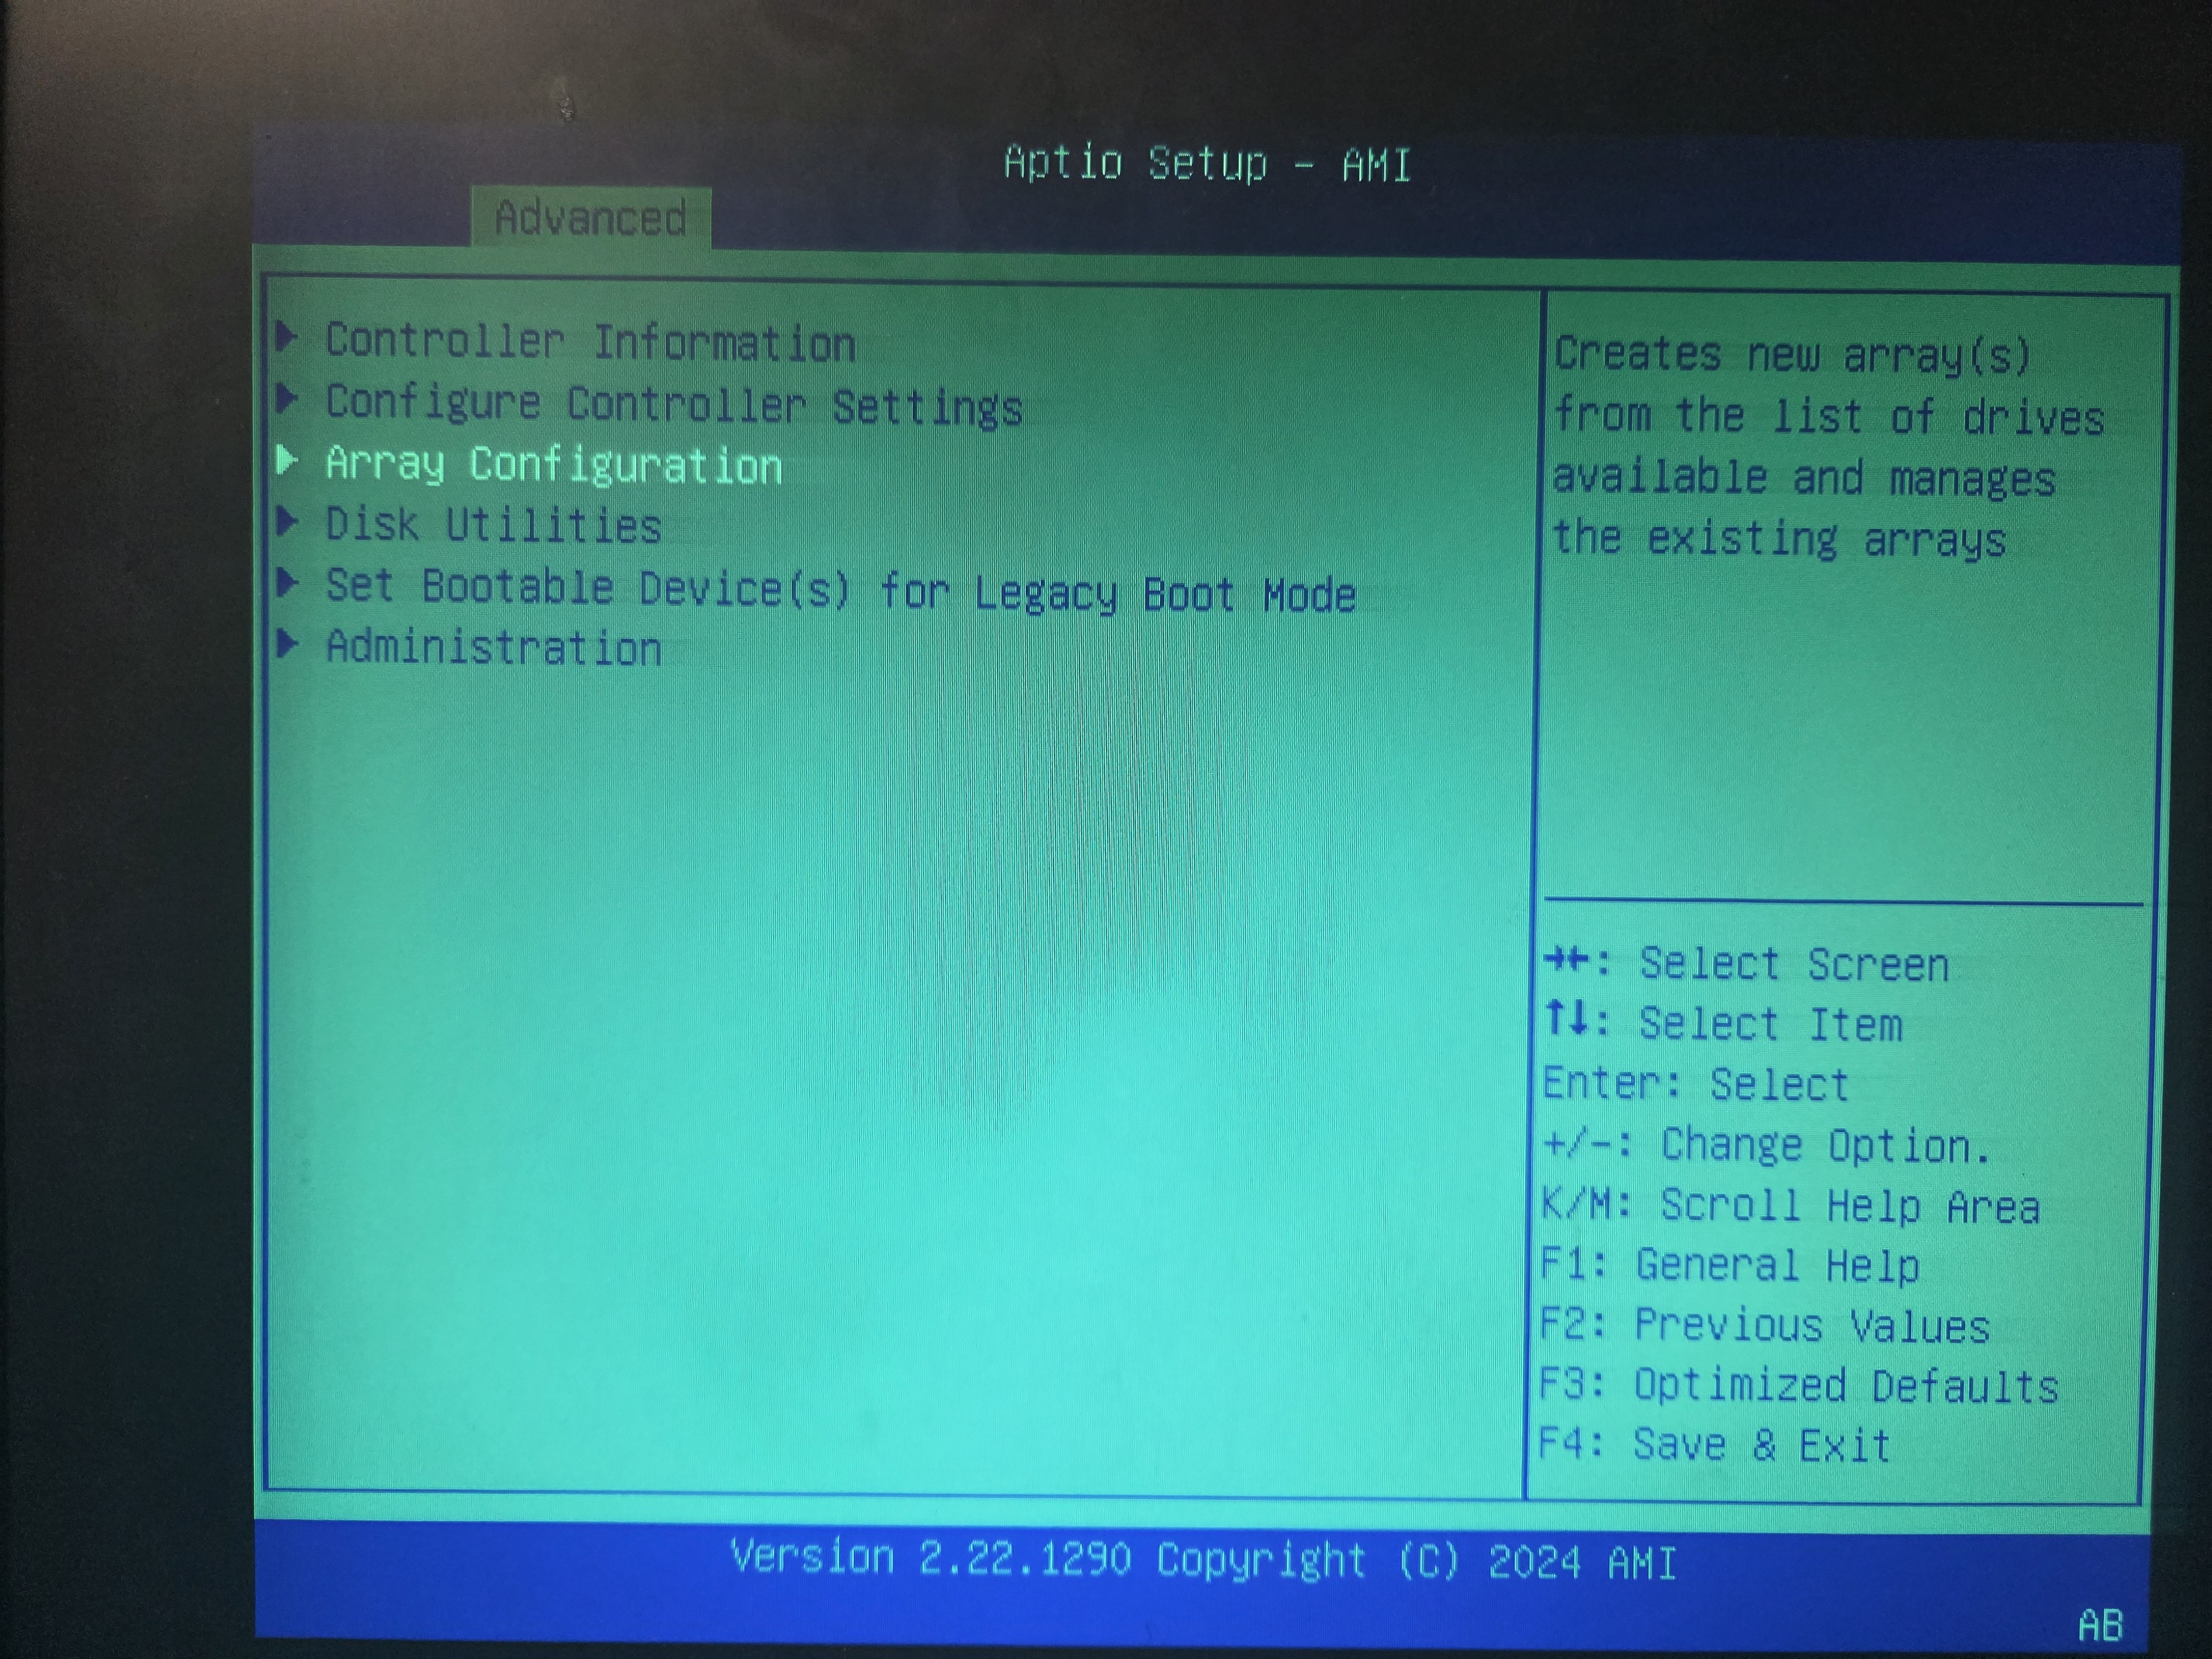 Aptio Setup - AMI
Advanced
Controller Information
Configure Controller Settings
Array Configuration
Disk Utilities
Set Bootable Device(s) for Legacy Boot Mode
Administration
Creates new array(s)
from the list of drives
available and manages
the existing arrays
→←: Select Screen
↑↓: Select Item
Enter: Select
+/-: Change Option.
K/M: Scroll Help Area
F1: General Help
F2: Previous Values
F3: Optimized Defaults
F4: Save & Exit
Version 2.22.1290 Copyright (C) 2024 AMI
AB